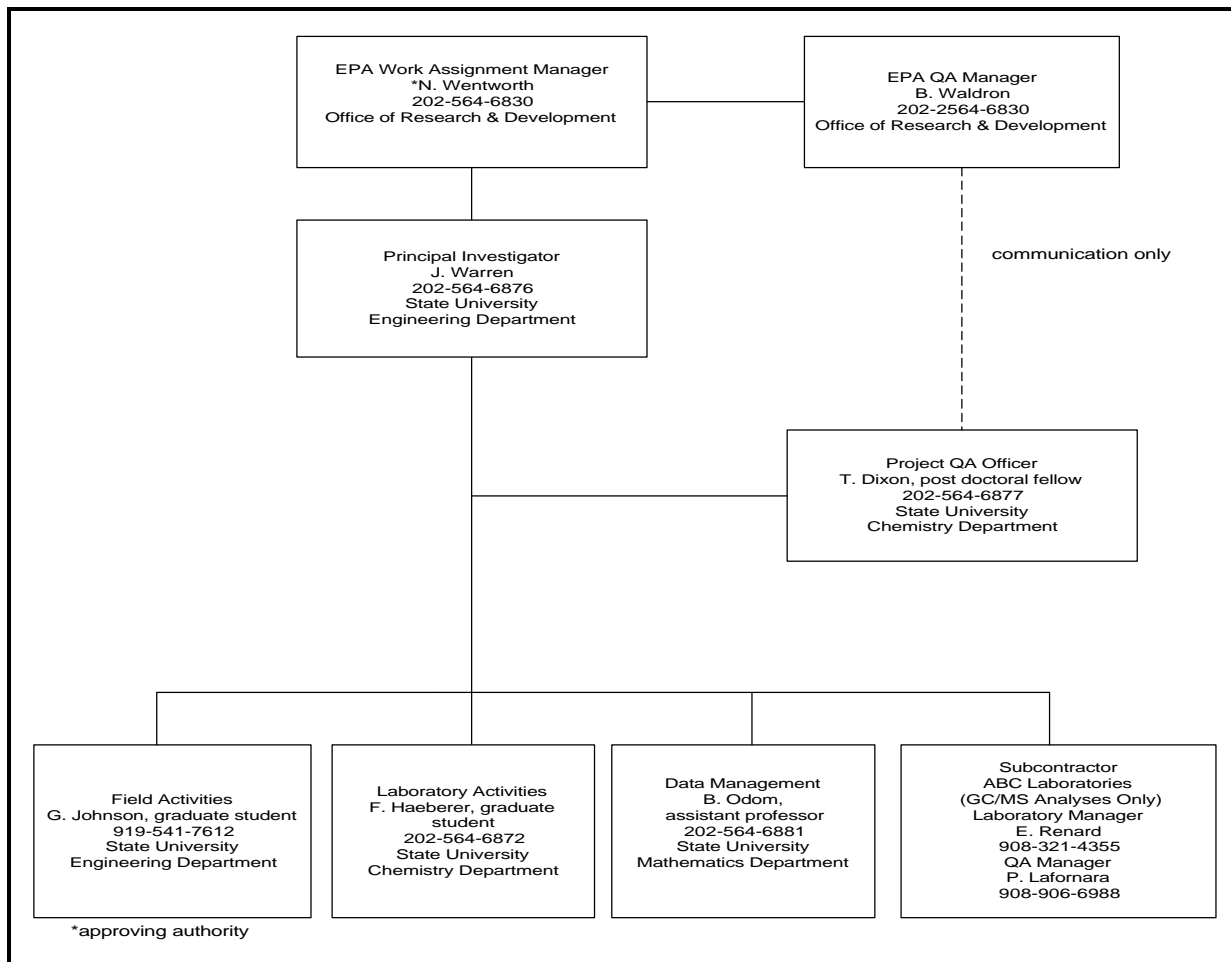 EPA Work Assignment Manager
*N. Wentworth
202-564-6830
Office of Research & Development
EPA QA Manager
B. Waldron
202-2564-6830
Office of Research & Development
Principal Investigator
J. Warren
202-564-6876
State University
Engineering Department
communication only
Project QA Officer
T. Dixon, post doctoral fellow
202-564-6877
State University
Chemistry Department
Field Activities
G. Johnson, graduate student
919-541-7612
State University
Engineering Department
Laboratory Activities
F. Haeberer, graduate
student
202-564-6872
State University
Chemistry Department
Data Management
B. Odom,
assistant professor
202-564-6881
State University
Mathematics Department
Subcontractor
ABC Laboratories
(GC/MS Analyses Only)
Laboratory Manager
E. Renard
908-321-4355
QA Manager
P. Lafornara
908-906-6988
*approving authority